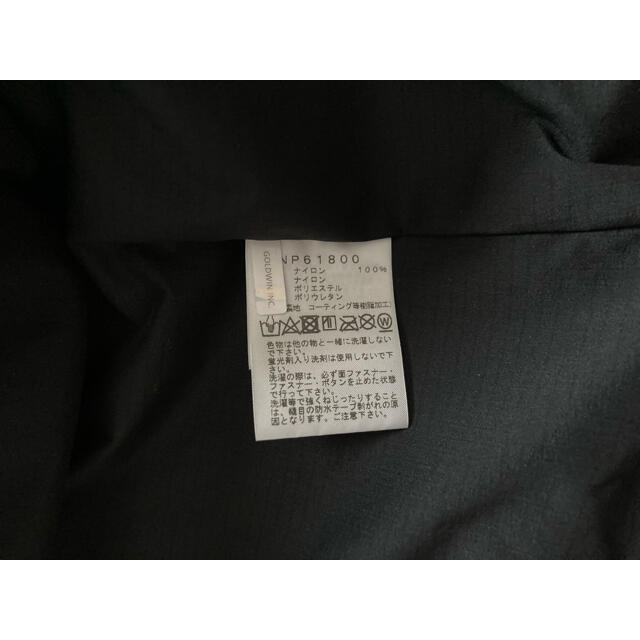 GOLDWIN INC.
NP61800
ナイロン 100%
ナイロン
ポリエステル
ポリウレタン
裏地 コーティング等樹脂加工)
色物は他の物と一緒に洗濯しない
で下さい。
蛍光剤入り洗剤は使用しないで下さい。
洗濯の際は、必ず面ファスナー・
ファスナー・ボタンを止めた状態
で行って下さい。
洗濯等で強くねじったりすること
は、縫目の防水テープ剥がれの原
因となります。ご注意下さい。